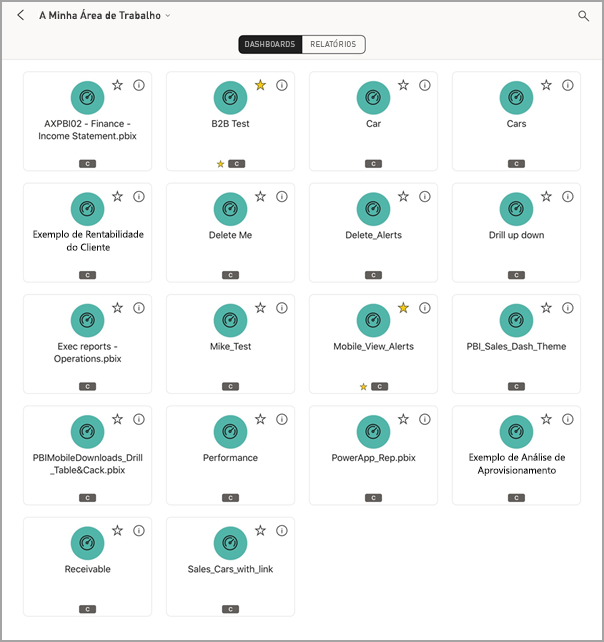 A Minha Área de Trabalho
DASHBOARDS RELATÓRIOS
AXPBI02 - Finance -
Income Statement.pbix
C
B2B Test
C
Car
C
Cars
C
Exemplo de Rentabilidade
do Cliente
C
Delete Me
C
Delete_Alerts
C
Drill up down
C
Exec reports -
Operations.pbix
C
Mike_Test
C
Mobile_View_Alerts
C
PBI_Sales_Dash_Theme
C
PBIMobileDownloads_Drill
_Table&Cack.pbix
C
Performance
C
PowerApp_Rep.pbix
C
Exemplo de Análise de
Aprovisionamento
C
Receivable
C
Sales_Cars_with_link
C